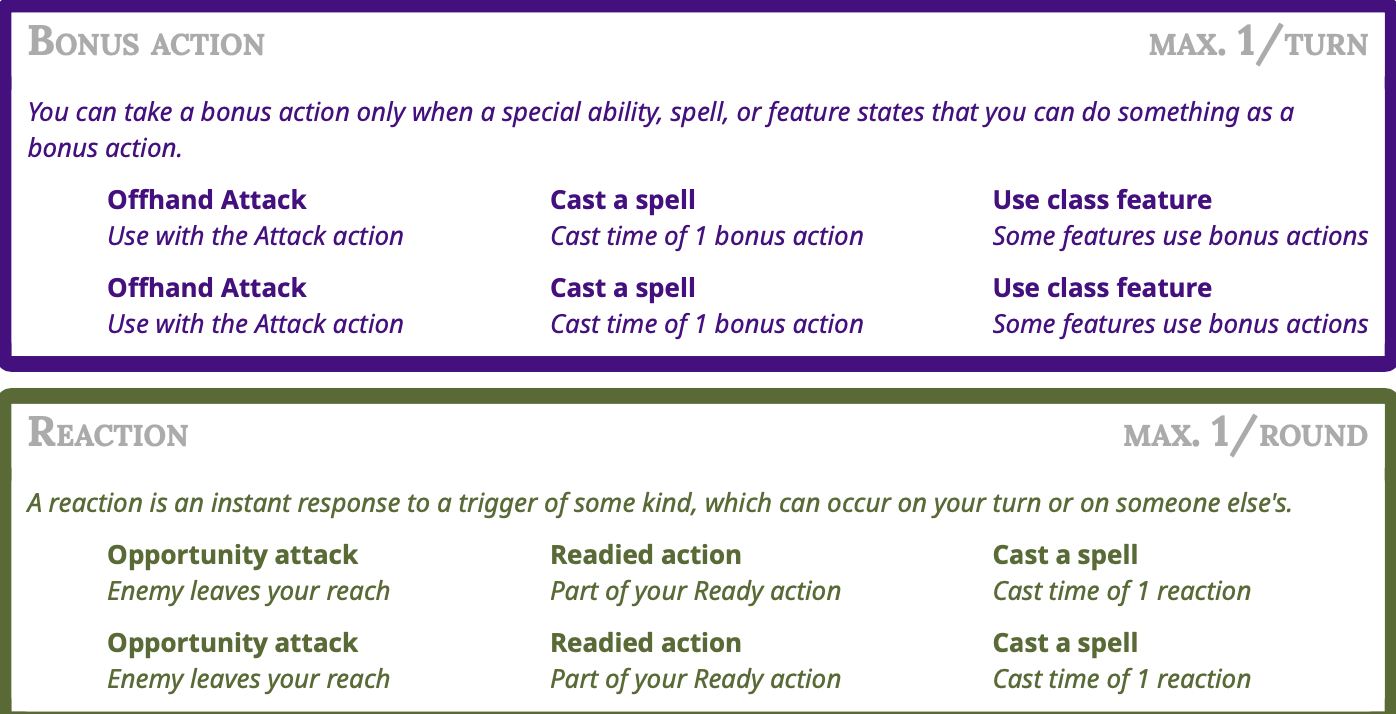 Bonus action max. 1/turn
You can take a bonus action only when a special ability, spell, or feature states that you can do something as a
bonus action.
Offhand Attack Cast a spell Use class feature
Use with the Attack action Cast time of 1 bonus action Some features use bonus actions
Offhand Attack Cast a spell Use class feature
Use with the Attack action Cast time of 1 bonus action Some features use bonus actions
Reaction max. 1/round
A reaction is an instant response to a trigger of some kind, which can occur on your turn or on someone else's.
Opportunity attack Readied action Cast a spell
Enemy leaves your reach Part of your Ready action Cast time of 1 reaction
Opportunity attack Readied action Cast a spell
Enemy leaves your reach Part of your Ready action Cast time of 1 reaction